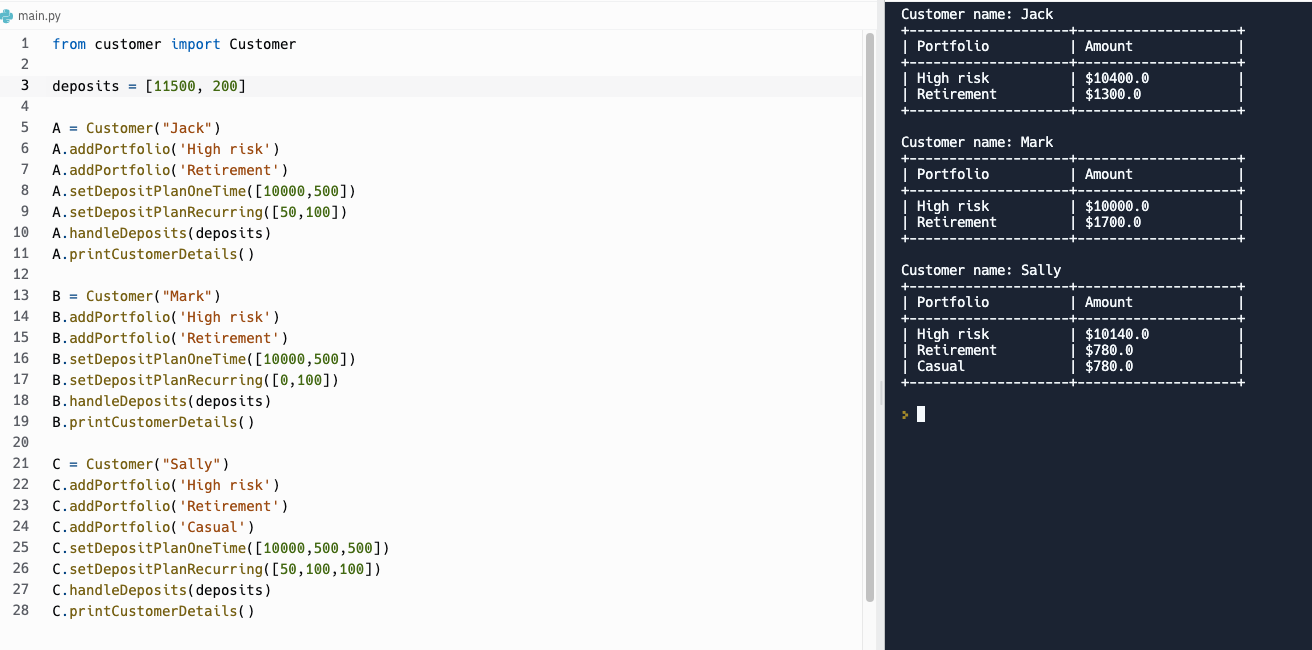 main.py
1 from customer import Customer
2
3 deposits = [11500, 200]
4
5 A = Customer("Jack")
6 A.addPortfolio('High risk')
7 A.addPortfolio('Retirement')
8 A.setDepositPlanOneTime([10000,500])
9 A.setDepositPlanRecurring([50,100])
10 A.handleDeposits(deposits)
11 A.printCustomerDetails()
12
13 B = Customer("Mark")
14 B.addPortfolio('High risk')
15 B.addPortfolio('Retirement')
16 B.setDepositPlanOneTime([10000,500])
17 B.setDepositPlanRecurring([0,100])
18 B.handleDeposits(deposits)
19 B.printCustomerDetails()
20
21 C = Customer("Sally")
22 C.addPortfolio('High risk')
23 C.addPortfolio('Retirement')
24 C.addPortfolio('Casual')
25 C.setDepositPlanOneTime([10000,500,500])
26 C.setDepositPlanRecurring([50,100,100])
27 C.handleDeposits(deposits)
28 C.printCustomerDetails()
Customer name: Jack
+--------------------+--------------------+
| Portfolio | Amount |
+--------------------+--------------------+
| High risk | $10400.0 |
| Retirement | $1300.0 |
+--------------------+--------------------+
Customer name: Mark
+--------------------+--------------------+
| Portfolio | Amount |
+--------------------+--------------------+
| High risk | $10000.0 |
| Retirement | $1700.0 |
+--------------------+--------------------+
Customer name: Sally
+--------------------+--------------------+
| Portfolio | Amount |
+--------------------+--------------------+
| High risk | $10140.0 |
| Retirement | $780.0 |
| Casual | $780.0 |
+--------------------+--------------------+
>